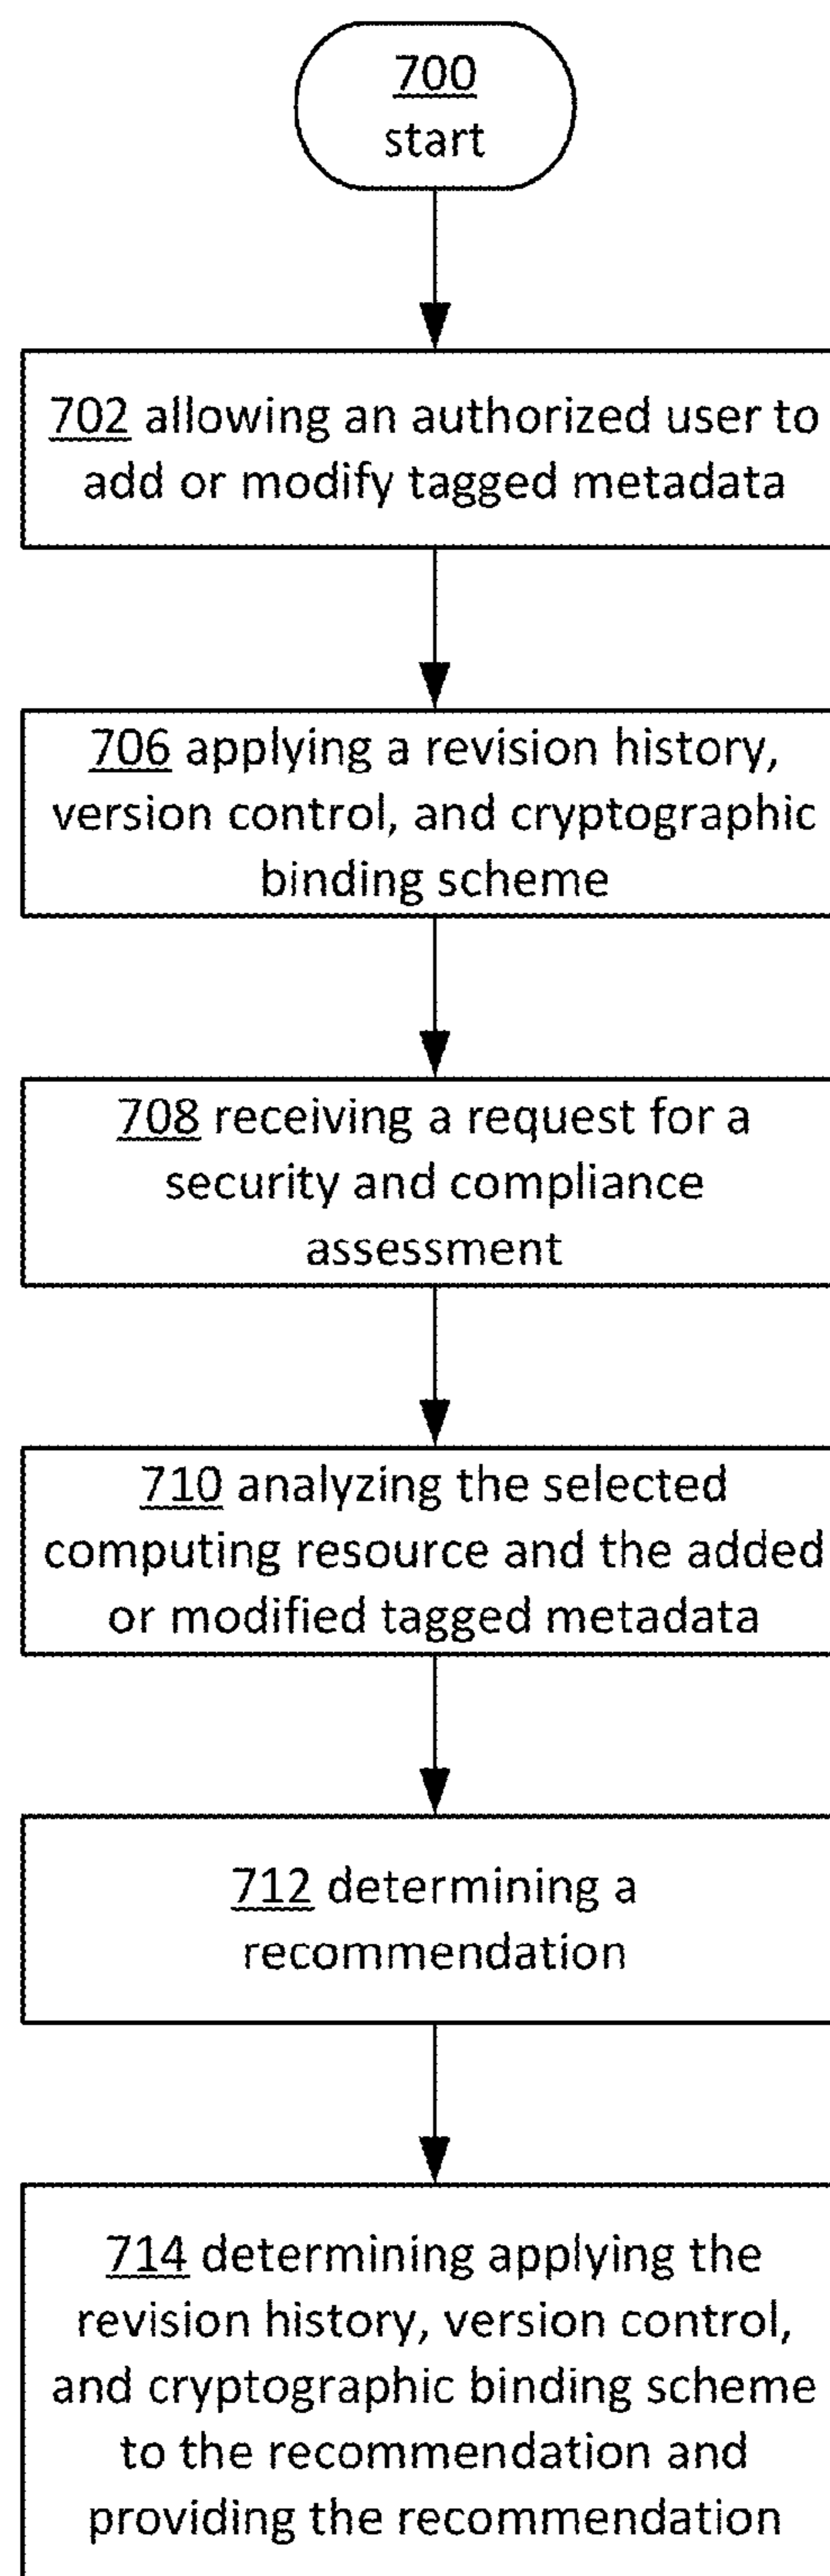 700
start
702 allowing an authorized user to
add or modify tagged metadata
706 applying a revision history,
version control, and cryptographic
binding scheme
708 receiving a request for a
security and compliance
assessment
710 analyzing the selected
computing resource and the added
or modified tagged metadata
712 determining a
recommendation
714 determining applying the
revision history, version control,
and cryptographic binding scheme
to the recommendation and
providing the recommendation